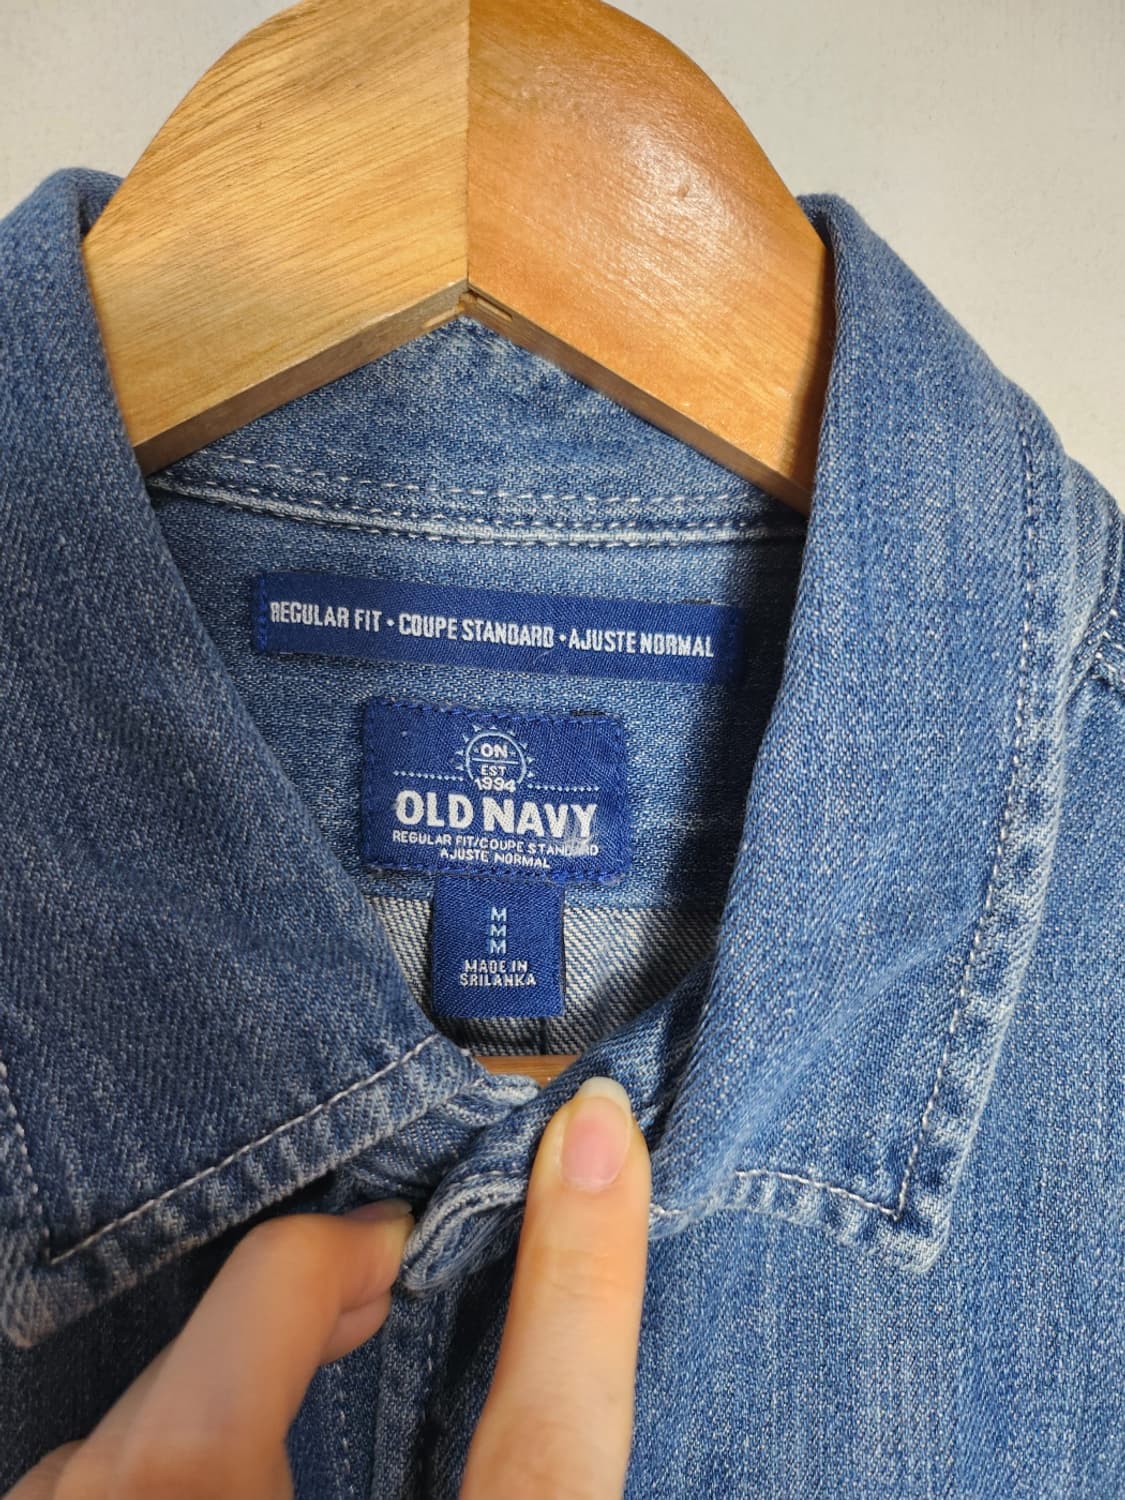 REGULAR FIT • COUPE STANDARD • AJUSTE NORMAL
ON
EST
1994
OLD NAVY
REGULAR FIT/COUPE STANDARD
AJUSTE NORMAL
M
M
M
MADE IN
SRI LANKA